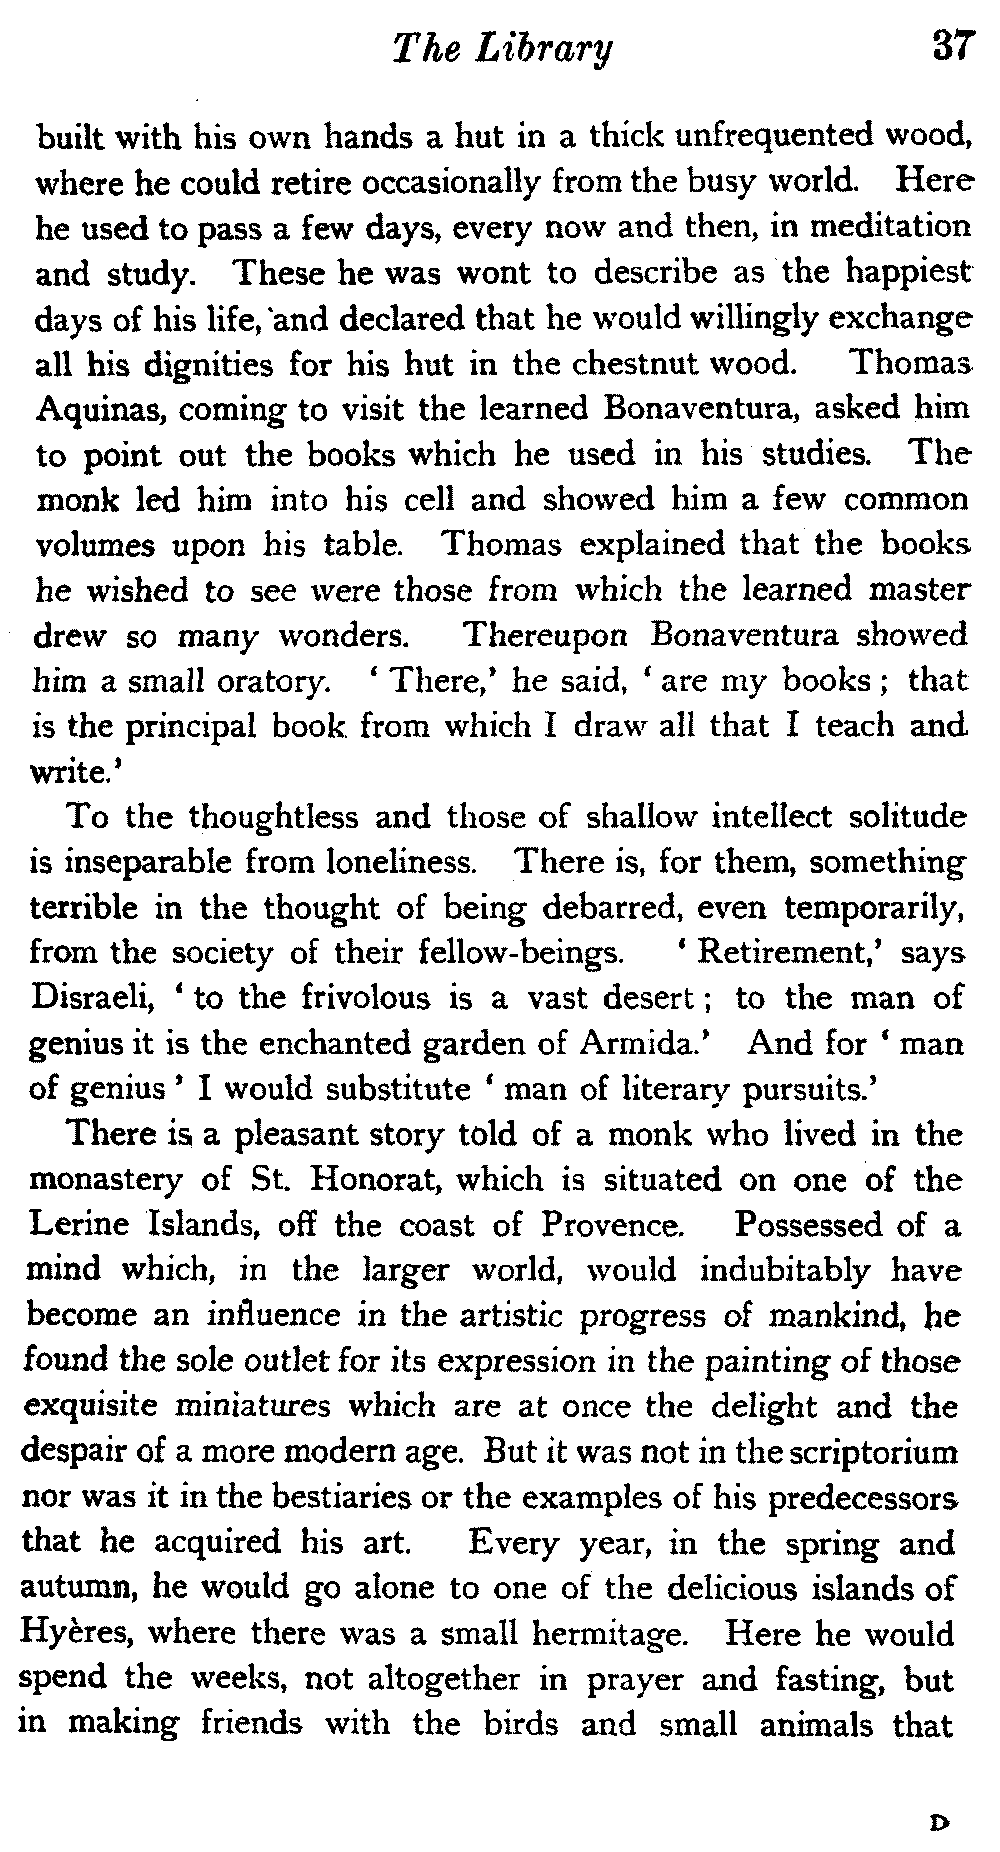 The Library 37
built with his own hands a hut in a thick unfrequented wood,
where he could retire occasionally from the busy world. Here
he used to pass a few days, every now and then, in meditation
and study. These he was wont to describe as the happiest
days of his life, and declared that he would willingly exchange
all his dignities for his hut in the chestnut wood. Thomas
Aquinas, coming to visit the learned Bonaventura, asked him
to point out the books which he used in his studies. The
monk led him into his cell and showed him a few common
volumes upon his table. Thomas explained that the books
he wished to see were those from which the learned master
drew so many wonders. Thereupon Bonaventura showed
him a small oratory. ‘ There,’ he said, ‘ are my books ; that
is the principal book from which I draw all that I teach and
write.’
To the thoughtless and those of shallow intellect solitude
is inseparable from loneliness. There is, for them, something
terrible in the thought of being debarred, even temporarily,
from the society of their fellow-beings. ‘ Retirement,’ says
Disraeli, ‘ to the frivolous is a vast desert ; to the man of
genius it is the enchanted garden of Armida.’ And for ‘ man
of genius ’ I would substitute ‘ man of literary pursuits.’
There is a pleasant story told of a monk who lived in the
monastery of St. Honorat, which is situated on one of the
Lerine Islands, off the coast of Provence. Possessed of a
mind which, in the larger world, would indubitably have
become an influence in the artistic progress of mankind, he
found the sole outlet for its expression in the painting of those
exquisite miniatures which are at once the delight and the
despair of a more modern age. But it was not in the scriptorium
nor was it in the bestiaries or the examples of his predecessors
that he acquired his art. Every year, in the spring and
autumn, he would go alone to one of the delicious islands of
Hyères, where there was a small hermitage. Here he would
spend the weeks, not altogether in prayer and fasting, but
in making friends with the birds and small animals that
D